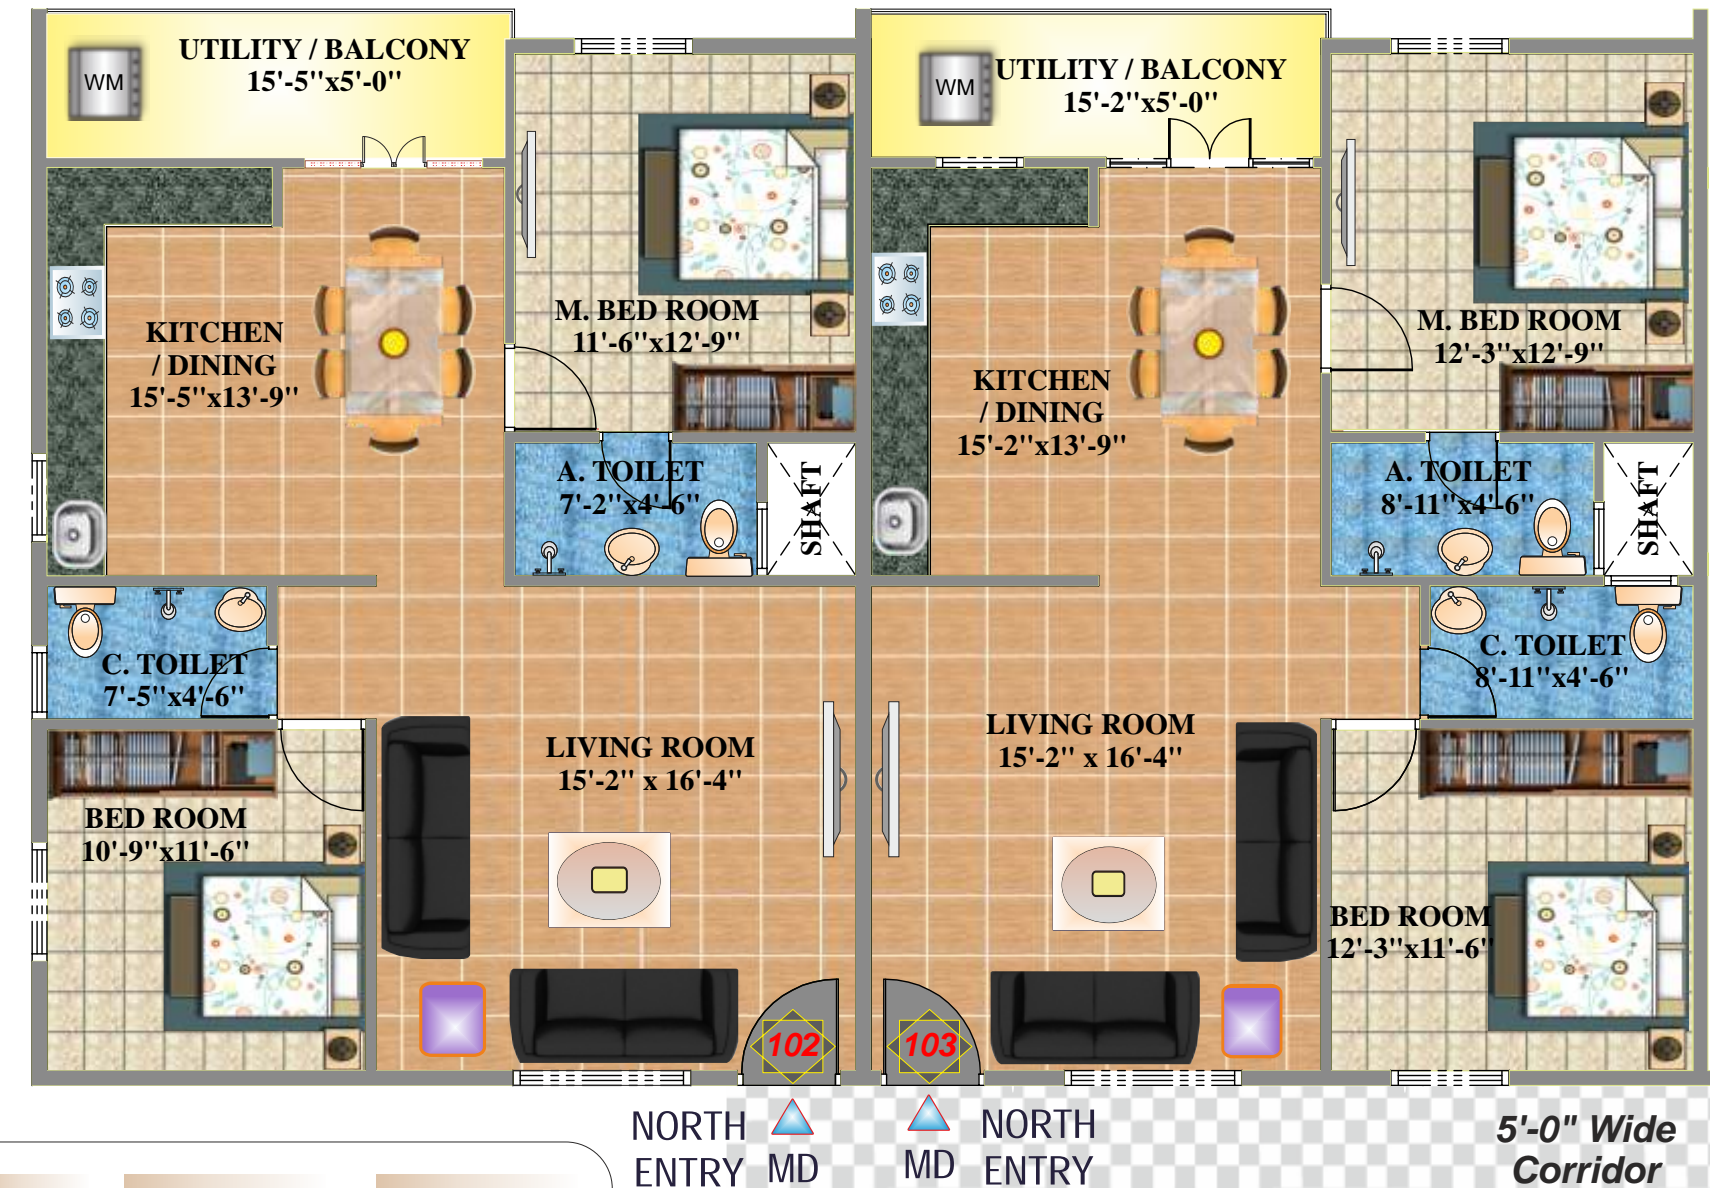 UTILITY / BALCONY
15'-5"x5'-0"
WM
UTILITY / BALCONY
15'-2"x5'-0"
WM
M. BED ROOM
11'-6"x12'-9"
M. BED ROOM
12'-3"x12'-9"
KITCHEN
/ DINING
15'-5"x13'-9"
KITCHEN
/ DINING
15'-2"x13'-9"
A. TOILET
7'-2"x4'-6"
SHAFT
A. TOILET
8'-11"x4'-6"
SHAFT
C. TOILET
7'-5"x4'-6"
C. TOILET
8'-11"x4'-6"
LIVING ROOM
15'-2" x 16'-4"
LIVING ROOM
15'-2" x 16'-4"
BED ROOM
10'-9"x11'-6"
BED ROOM
12'-3"x11'-6"
102
103
NORTH
ENTRY
MD
MD
NORTH
ENTRY
5'-0" Wide
Corridor